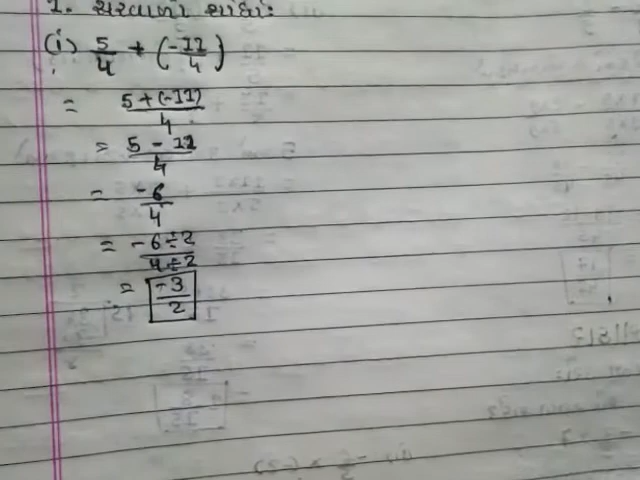 1. સરવાળો શોધો:
(i) 5/4 + (-11/4)
= 5+(-11)/4
= 5 - 11/4
= -6/4
= -6÷2/4÷2
= -3/2